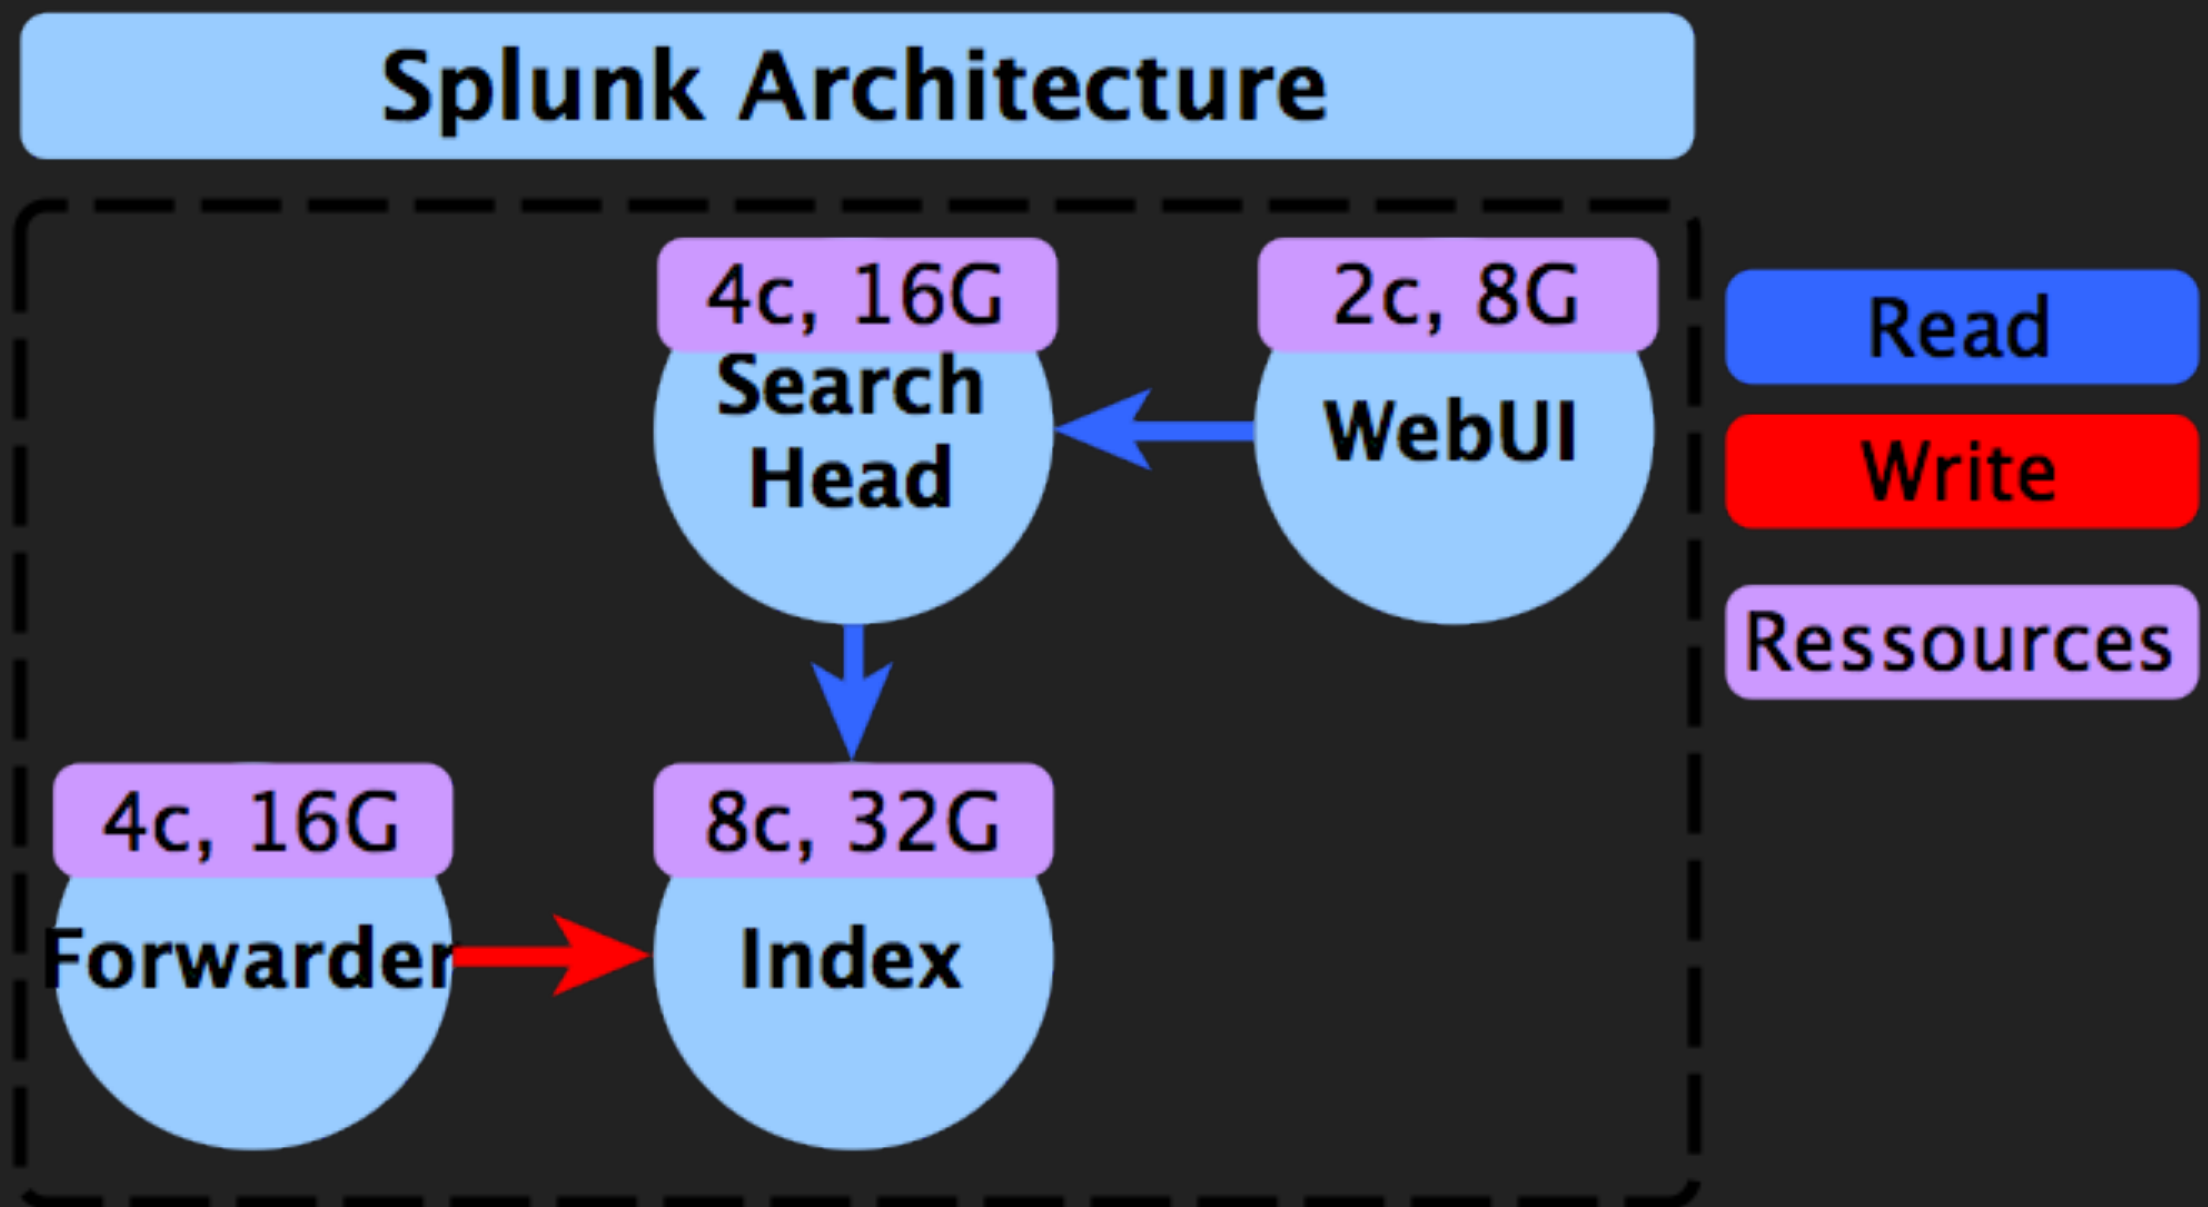 Splunk Architecture
4c, 16G
Search
Head
2c, 8G
WebUI
4c, 16G
Forwarder
8c, 32G
Index
Read
Write
Ressources